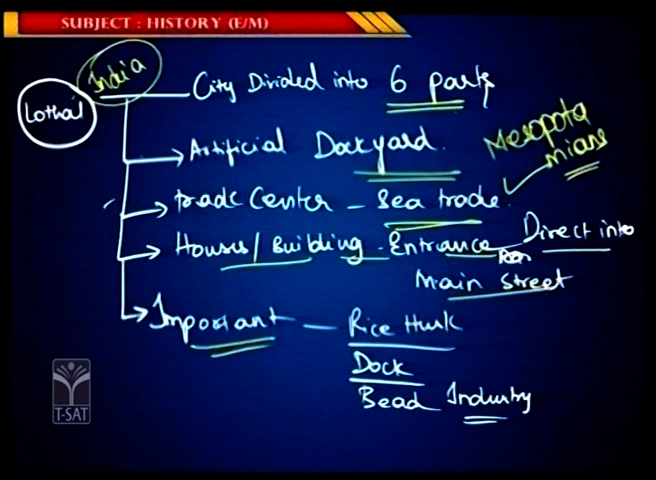 SUBJECT : HISTORY (E/M)
India
Lothal
City Divided into 6 parts
Artificial Dockyard.
Mesopota
mians
trade Center - Sea trade.
Houses/Building - Entrance Direct into
Main Street
Important - Rice Husk
Dock
Bead Industry
T-SAT